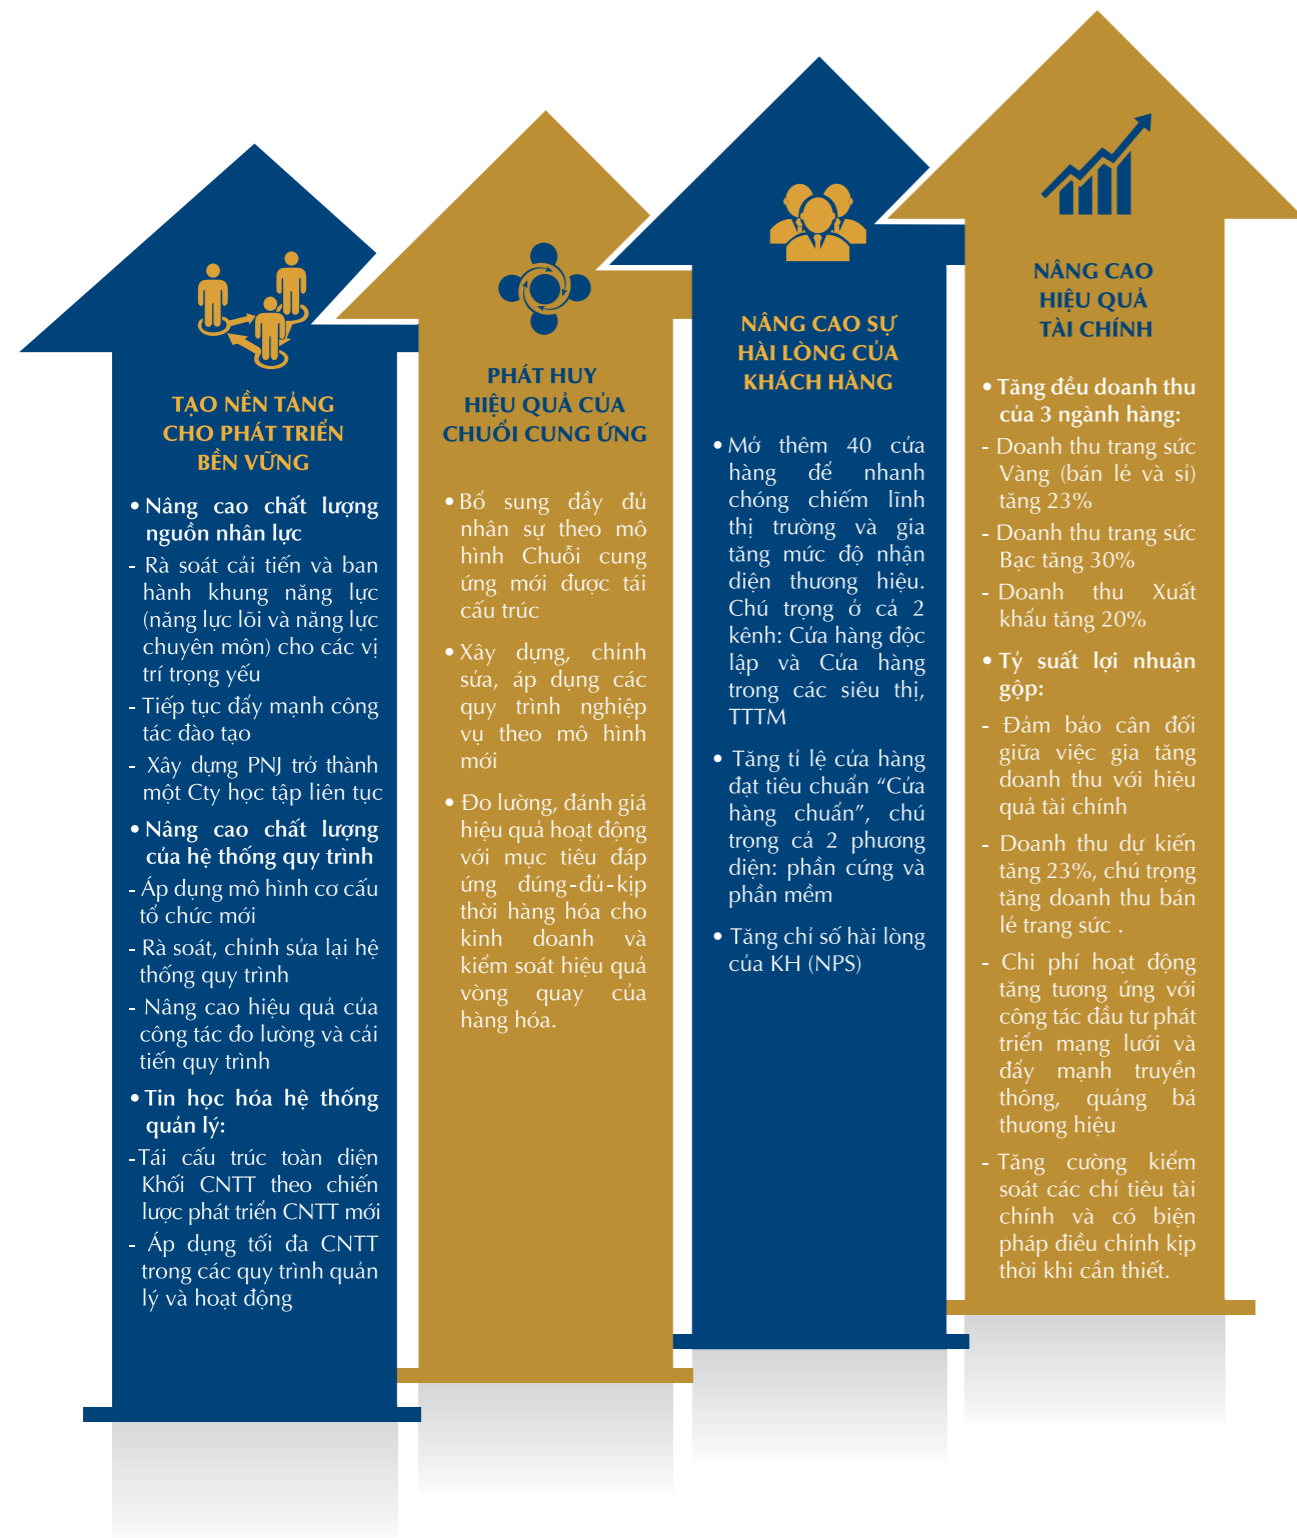 TẠO NỀN TẢNG
CHO PHÁT TRIỂN
BỀN VỮNG
• Nâng cao chất lượng
nguồn nhân lực
- Rà soát cải tiến và ban
hành khung năng lực
(năng lực lõi và năng lực
chuyên môn) cho các vị
trí trọng yếu
- Tiếp tục đẩy mạnh công
tác đào tạo
- Xây dựng PNJ trở thành
một Cty học tập liên tục
• Nâng cao chất lượng
của hệ thống quy trình
- Áp dụng mô hình cơ cấu
tổ chức mới
- Rà soát, chỉnh sửa lại hệ
thống quy trình
- Nâng cao hiệu quả của
công tác đo lường và cải
tiến quy trình
• Tin học hóa hệ thống
quản lý:
-Tái cấu trúc toàn diện
Khối CNTT theo chiến
lược phát triển CNTT mới
- Áp dụng tối đa CNTT
trong các quy trình quản
lý và hoạt động
PHÁT HUY
HIỆU QUẢ CỦA
CHUỖI CUNG ỨNG
• Bổ sung đầy đủ
nhân sự theo mô
hình Chuỗi cung
ứng mới được tái
cấu trúc
• Xây dựng, chỉnh
sửa, áp dụng các
quy trình nghiệp
vụ theo mô hình
mới
• Đo lường, đánh giá
hiệu quả hoạt động
với mục tiêu đáp
ứng đúng-đủ-kịp
thời hàng hóa cho
kinh doanh và
kiểm soát hiệu quả
vòng quay của
hàng hóa.
NÂNG CAO SỰ
HÀI LÒNG CỦA
KHÁCH HÀNG
• Mở thêm 40 cửa
hàng để nhanh
chóng chiếm lĩnh
thị trường và gia
tăng mức độ nhận
diện thương hiệu.
Chú trọng ở cả 2
kênh: Cửa hàng độc
lập và Cửa hàng
trong các siêu thị,
TTTM
• Tăng tỉ lệ cửa hàng
đạt tiêu chuẩn “Cửa
hàng chuẩn”, chú
trọng cả 2 phương
diện: phần cứng và
phần mềm
• Tăng chỉ số hài lòng
của KH (NPS)
NÂNG CAO
HIỆU QUẢ
TÀI CHÍNH
• Tăng đều doanh thu
của 3 ngành hàng:
- Doanh thu trang sức
Vàng (bán lẻ và sỉ)
tăng 23%
- Doanh thu trang sức
Bạc tăng 30%
- Doanh thu Xuất
khẩu tăng 20%
• Tỷ suất lợi nhuận
gộp:
- Đảm bảo cân đối
giữa việc gia tăng
doanh thu với hiệu
quả tài chính
- Doanh thu dự kiến
tăng 23%, chú trọng
tăng doanh thu bán
lẻ trang sức .
- Chi phí hoạt động
tăng tương ứng với
công tác đầu tư phát
triển mạng lưới và
đẩy mạnh truyền
thông, quảng bá
thương hiệu
- Tăng cường kiểm
soát các chỉ tiêu tài
chính và có biện
pháp điều chỉnh kịp
thời khi cần thiết.